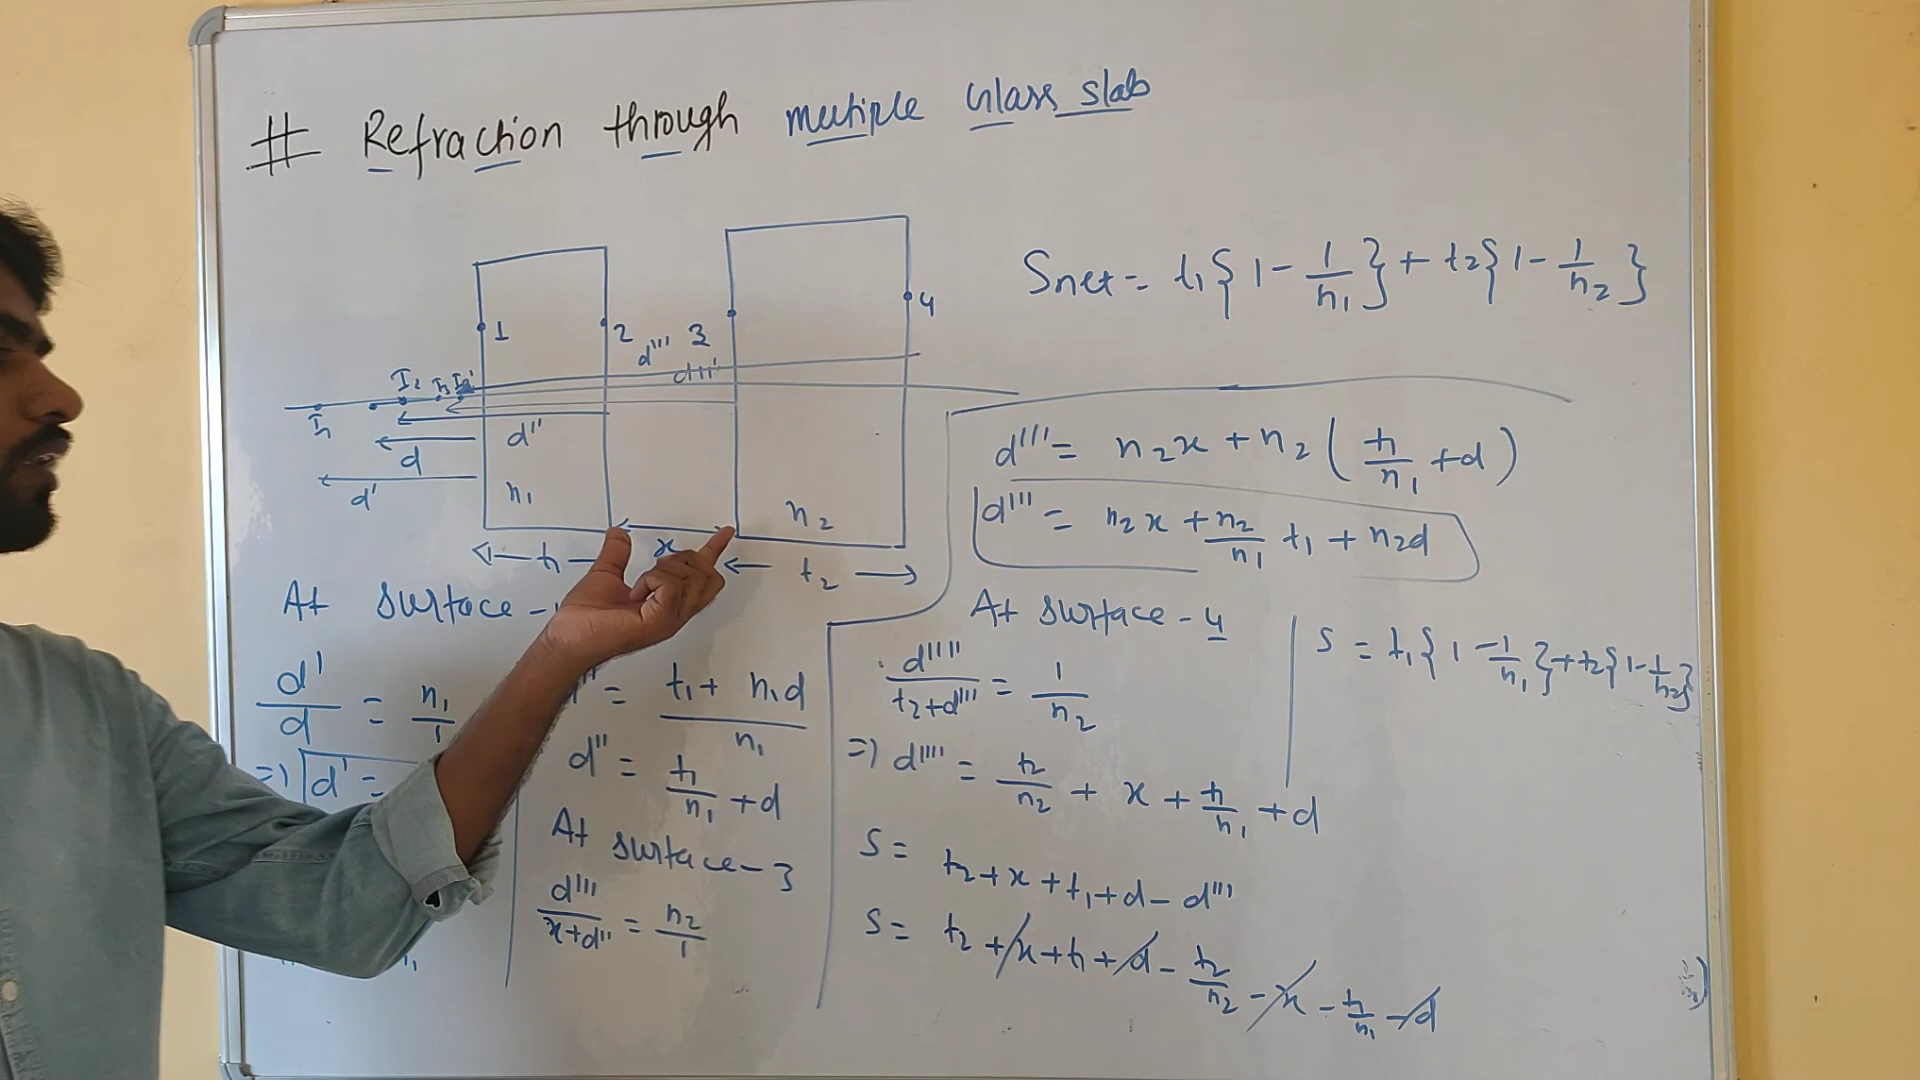 # Refraction through multiple Glass slab
1
2
3
4
Snet = t1{1 - 1/n1} + t2{1 - 1/n2}
d'''
d''''
I2
I3
I1
d''
d
d'
n1
n2
t1
x
t2
d''' = n2x + n2(t1/n1 + d)
d''' = n2x + n2/n1 t1 + n2d
At surface -
d'/d = n1/1
=> d' =
d'' = t1 + n1d / n1
d'' = t1/n1 + d
At surface - 3
d'''/x+d'' = n2/1
At surface - 4
d''''/t2+d''' = 1/n2
=> d'''' = t2/n2 + x + t1/n1 + d
S = t2 + x + t1 + d - d''''
S = t2 + x + t1 + d - t2/n2 - x - t1/n1 - d
S = t1{1 - 1/n1} + t2{1 - 1/n2}